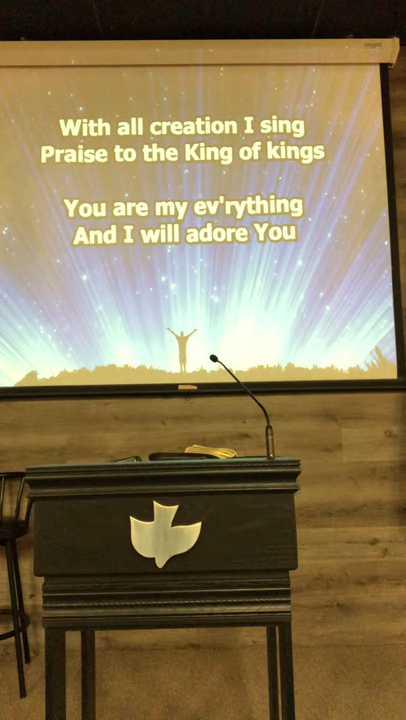 With all creation I sing
Praise to the King of kings
You are my ev'rything
And I will adore You